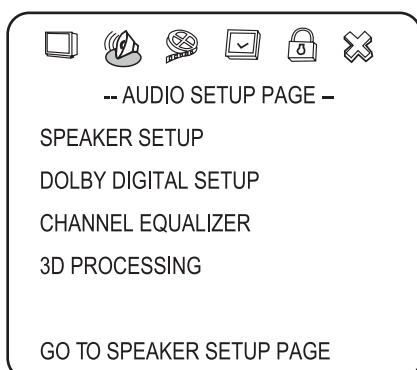 -- AUDIO SETUP PAGE –
SPEAKER SETUP
DOLBY DIGITAL SETUP
CHANNEL EQUALIZER
3D PROCESSING
GO TO SPEAKER SETUP PAGE